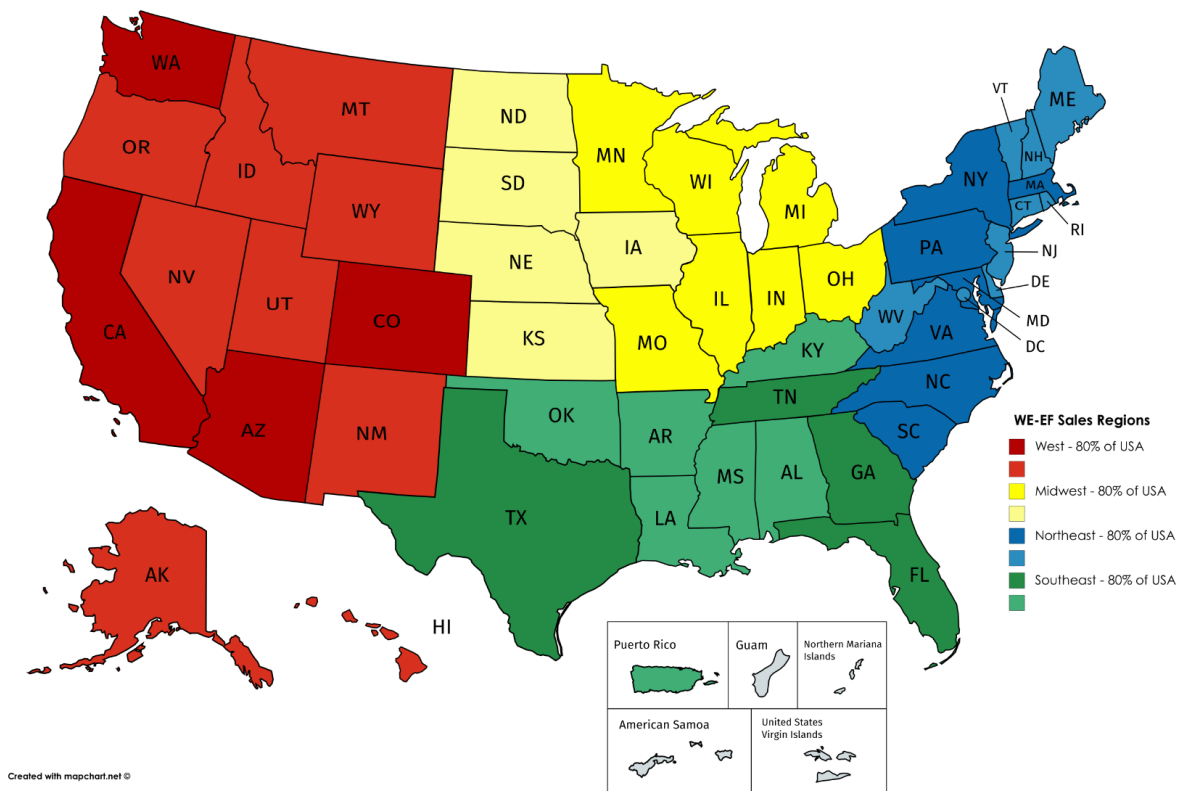 WA
MT
ND
MN
VT
ME
OR
ID
SD
WI
NY
NH
MA
WY
MI
CT
RI
NV
NE
IA
PA
NJ
UT
IL
IN
OH
DE
CA
CO
KS
MO
WV
VA
MD
DC
KY
AZ
NM
OK
AR
TN
NC
SC
TX
LA
MS
AL
GA
FL
AK
HI
WE-EF Sales Regions
West - 80% of USA
Midwest - 80% of USA
Northeast - 80% of USA
Southeast - 80% of USA
Puerto Rico
Guam
Northern Mariana
Islands
American Samoa
United States
Virgin Islands
Created with mapchart.net ©